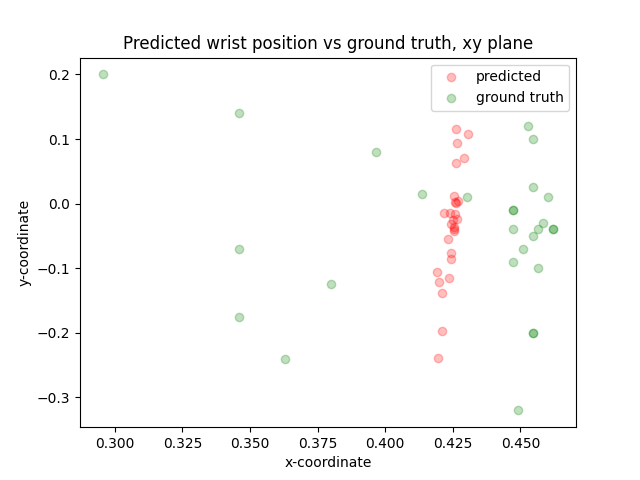 Predicted wrist position vs ground truth, xy plane
predicted
ground truth
0.2
0.1
0.0
−0.1
−0.2
−0.3
y-coordinate
0.300 0.325 0.350 0.375 0.400 0.425 0.450
x-coordinate